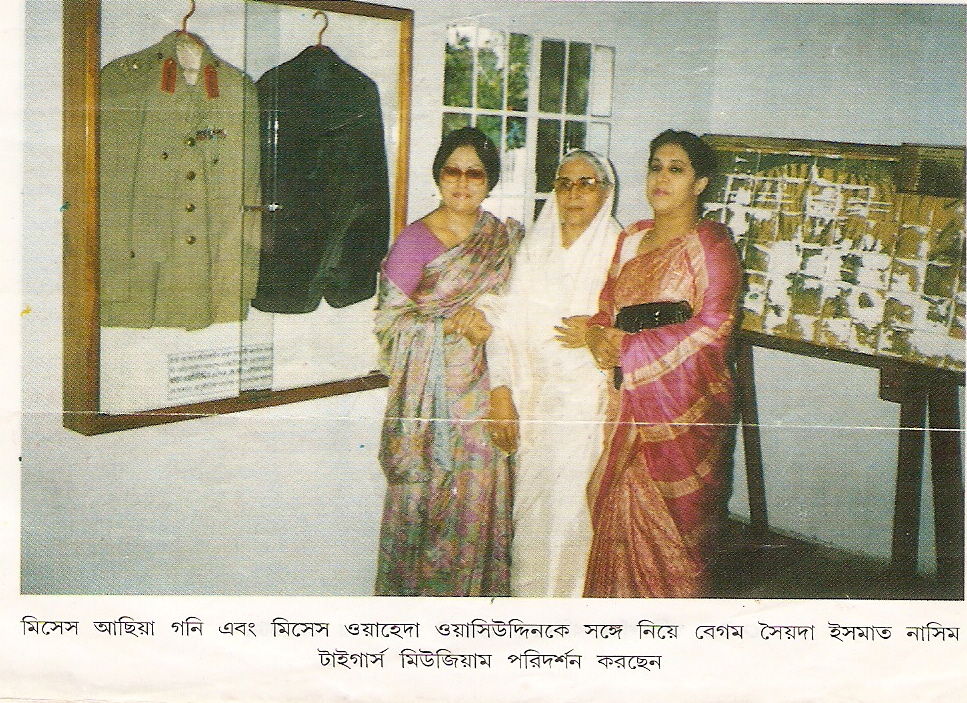 মিসেস আছিয়া গনি এবং মিসেস ওয়াহেদা ওয়াসিউদ্দিনকে সঙ্গে নিয়ে বেগম সৈয়দা ইসমাত নাসিম
টাইগার্স মিউজিয়াম পরিদর্শন করছেন